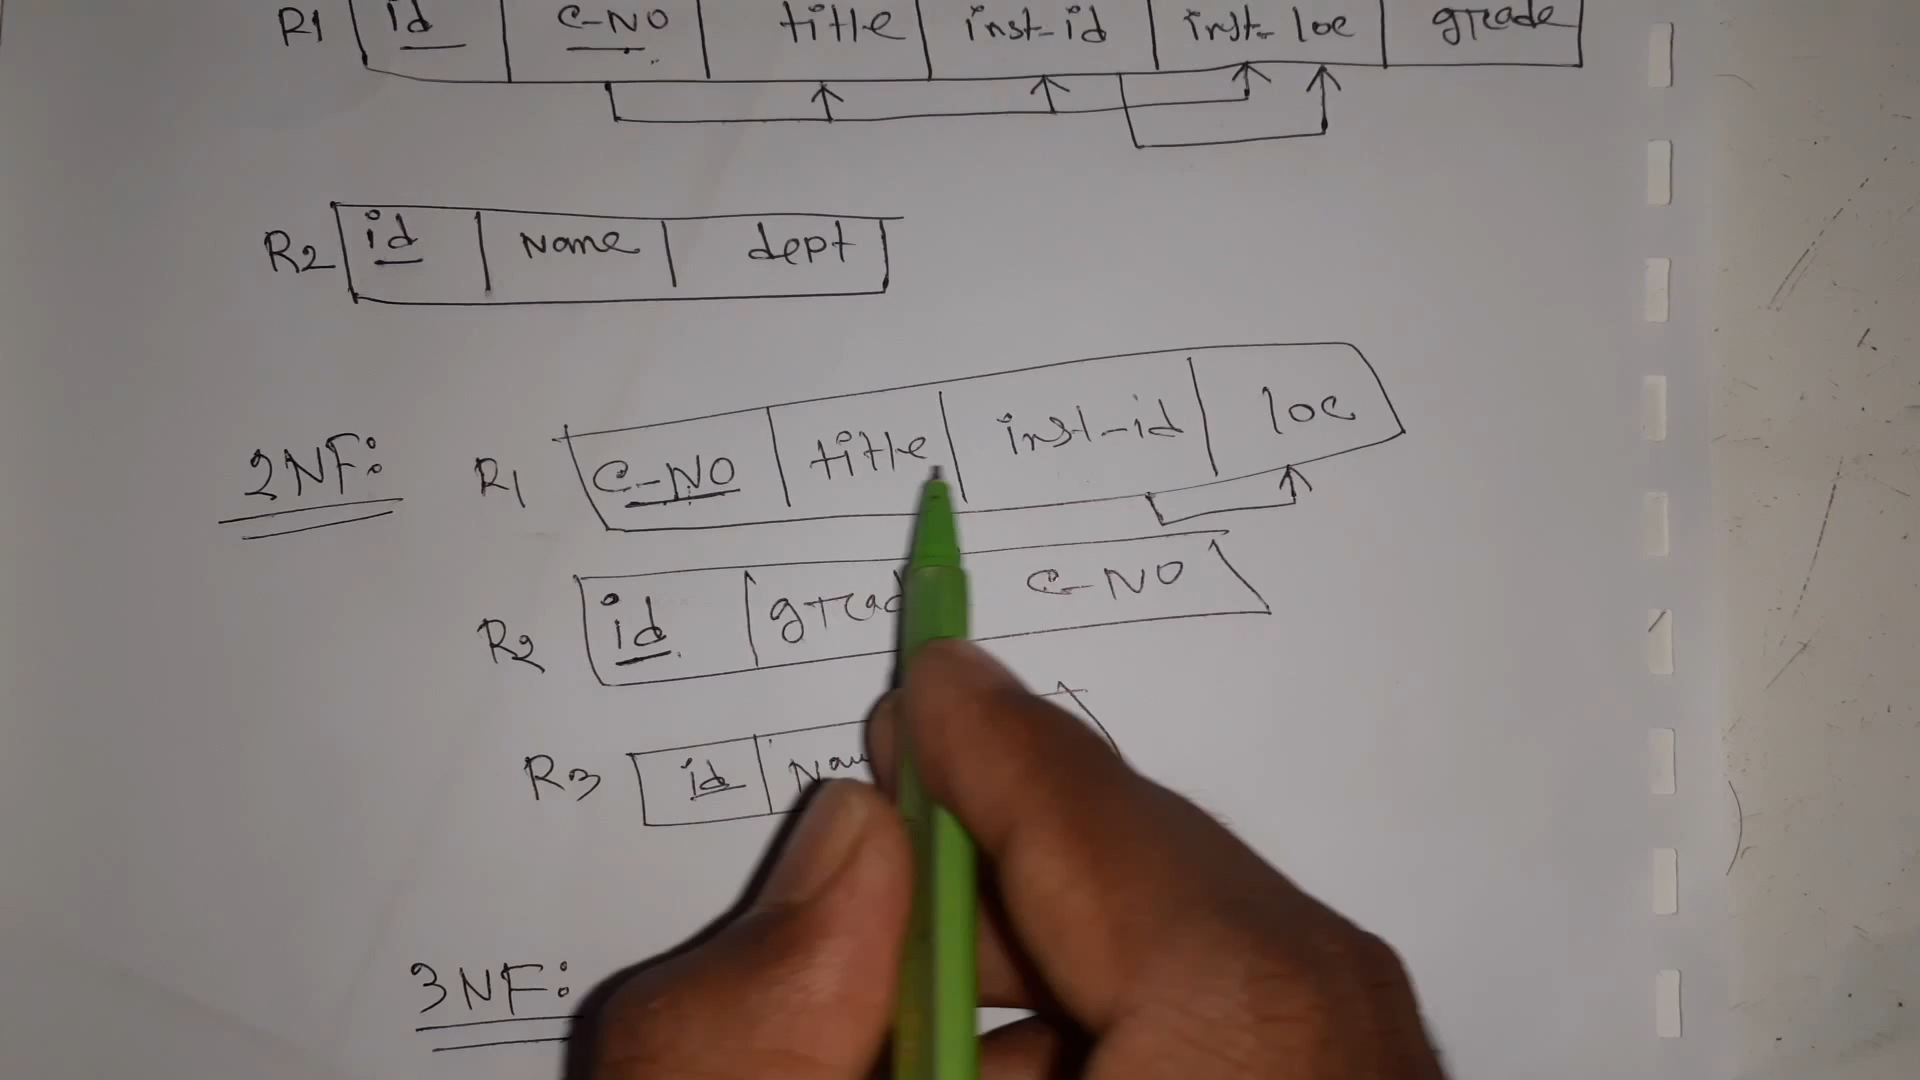 R1 id C-NO title inst-id inst-loc grade
R2 id Name dept
2NF: R1 C-NO title inst-id loc
R2 id C-NO
R3 id
3NF: